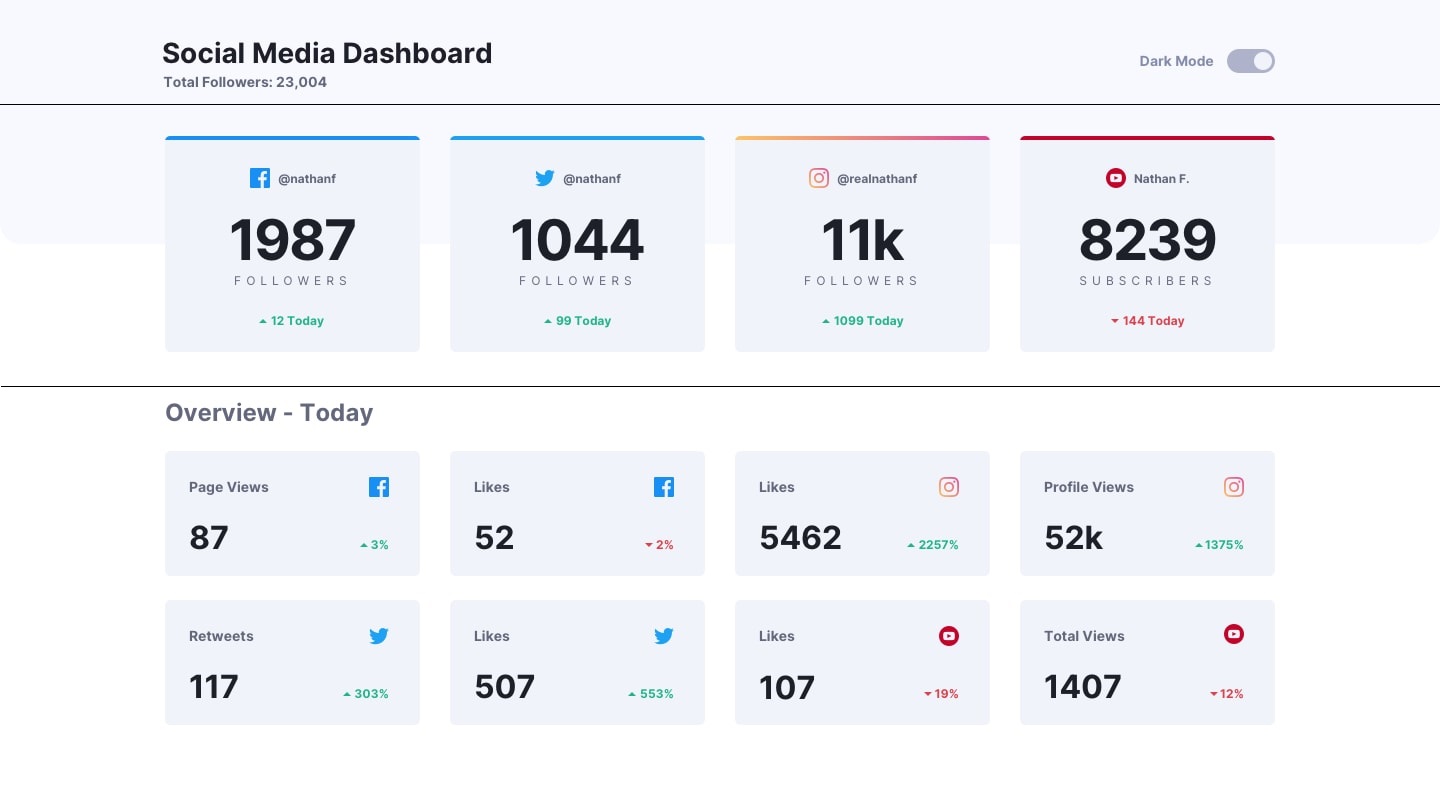 Social Media Dashboard
Total Followers: 23,004
Dark Mode
@nathanf
1987
FOLLOWERS
12 Today
@nathanf
1044
FOLLOWERS
99 Today
@realnathanf
11k
FOLLOWERS
1099 Today
Nathan F.
8239
SUBSCRIBERS
144 Today
Overview - Today
Page Views
87
3%
Likes
52
2%
Likes
5462
2257%
Profile Views
52k
1375%
Retweets
117
303%
Likes
507
553%
Likes
107
19%
Total Views
1407
12%